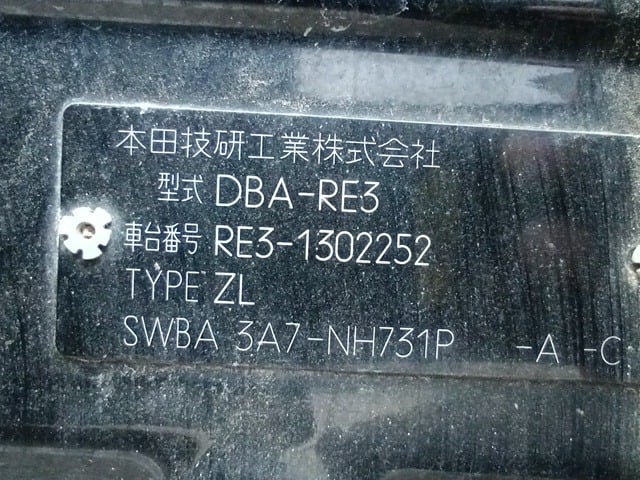 本田技研工業株式会社
型式 DBA-RE3
車台番号 RE3-1302252
TYPE ZL
SWBA 3A7-NH731P -A -C